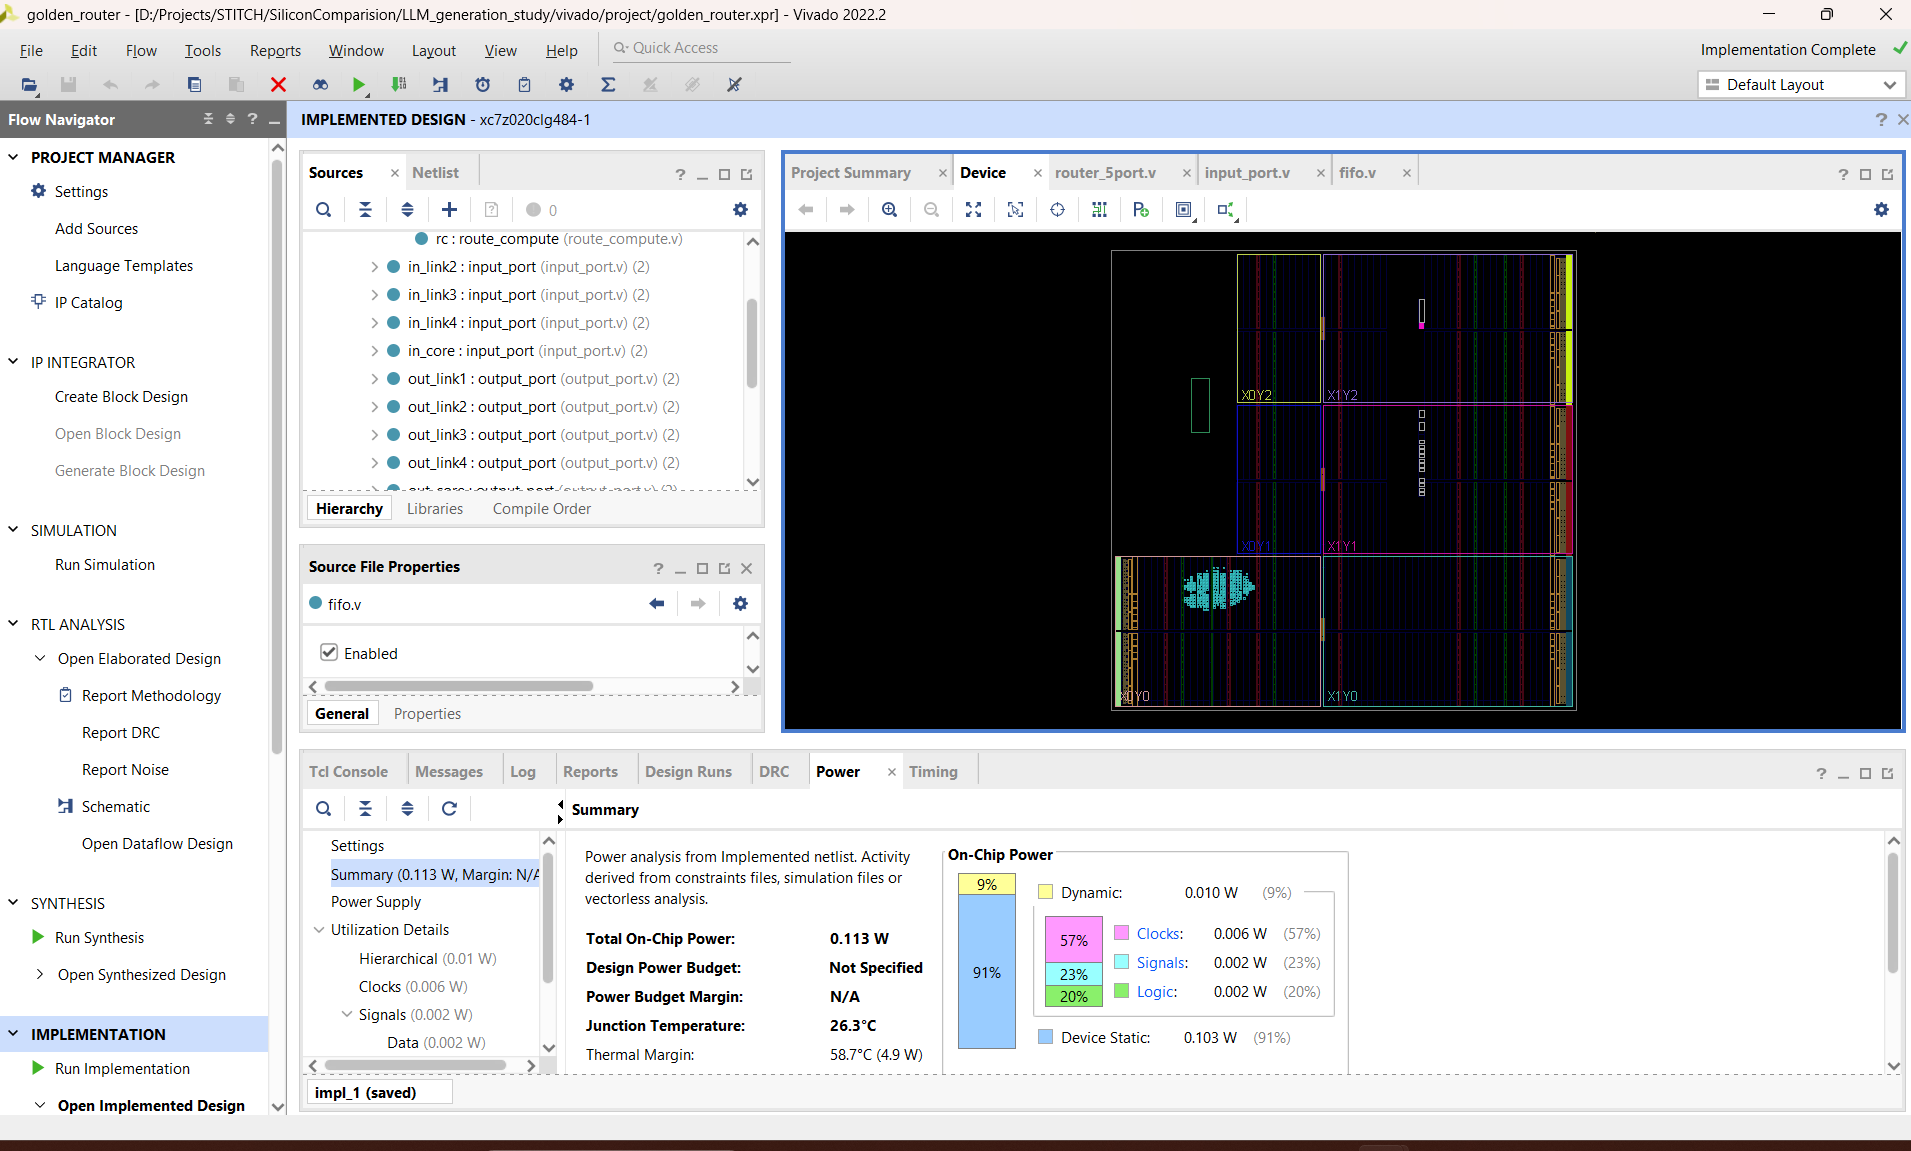 golden_router - [D:/Projects/STITCH/SiliconComparision/LLM_generation_study/vivado/project/golden_router.xpr] - Vivado 2022.2
File Edit Flow Tools Reports Window Layout View Help Quick Access
Implementation Complete
Default Layout
Flow Navigator
IMPLEMENTED DESIGN - xc7z020clg484-1
PROJECT MANAGER
Settings
Add Sources
Language Templates
IP Catalog
IP INTEGRATOR
Create Block Design
Open Block Design
Generate Block Design
SIMULATION
Run Simulation
RTL ANALYSIS
Open Elaborated Design
Report Methodology
Report DRC
Report Noise
Schematic
Open Dataflow Design
SYNTHESIS
Run Synthesis
Open Synthesized Design
IMPLEMENTATION
Run Implementation
Open Implemented Design
Sources Netlist
0
rc : route_compute (route_compute.v)
in_link2 : input_port (input_port.v) (2)
in_link3 : input_port (input_port.v) (2)
in_link4 : input_port (input_port.v) (2)
in_core : input_port (input_port.v) (2)
out_link1 : output_port (output_port.v) (2)
out_link2 : output_port (output_port.v) (2)
out_link3 : output_port (output_port.v) (2)
out_link4 : output_port (output_port.v) (2)
out_core : output_port (output_port.v) (2)
Hierarchy Libraries Compile Order
Source File Properties
fifo.v
Enabled
General Properties
Project Summary Device router_5port.v input_port.v fifo.v
X0Y2 X1Y2
X0Y1 X1Y1
X0Y0 X1Y0
Tcl Console Messages Log Reports Design Runs DRC Power Timing
Settings
Summary (0.113 W, Margin: N/A
Power Supply
Utilization Details
Hierarchical (0.01 W)
Clocks (0.006 W)
Signals (0.002 W)
Data (0.002 W)
Summary
Power analysis from Implemented netlist. Activity
derived from constraints files, simulation files or
vectorless analysis.
Total On-Chip Power: 0.113 W
Design Power Budget: Not Specified
Power Budget Margin: N/A
Junction Temperature: 26.3°C
Thermal Margin: 58.7°C (4.9 W)
On-Chip Power
9%
91%
Dynamic: 0.010 W (9%)
57%
23%
20%
Clocks: 0.006 W (57%)
Signals: 0.002 W (23%)
Logic: 0.002 W (20%)
Device Static: 0.103 W (91%)
impl_1 (saved)